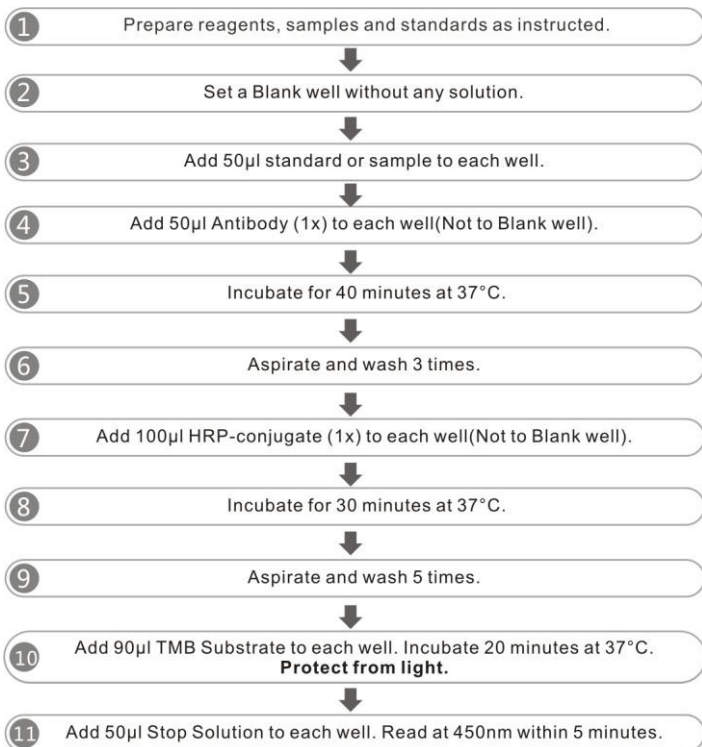 1 Prepare reagents, samples and standards as instructed.
2 Set a Blank well without any solution.
3 Add 50μl standard or sample to each well.
4 Add 50μl Antibody (1x) to each well(Not to Blank well).
5 Incubate for 40 minutes at 37°C.
6 Aspirate and wash 3 times.
7 Add 100μl HRP-conjugate (1x) to each well(Not to Blank well).
8 Incubate for 30 minutes at 37°C.
9 Aspirate and wash 5 times.
10 Add 90μl TMB Substrate to each well. Incubate 20 minutes at 37°C.
Protect from light.
11 Add 50μl Stop Solution to each well. Read at 450nm within 5 minutes.